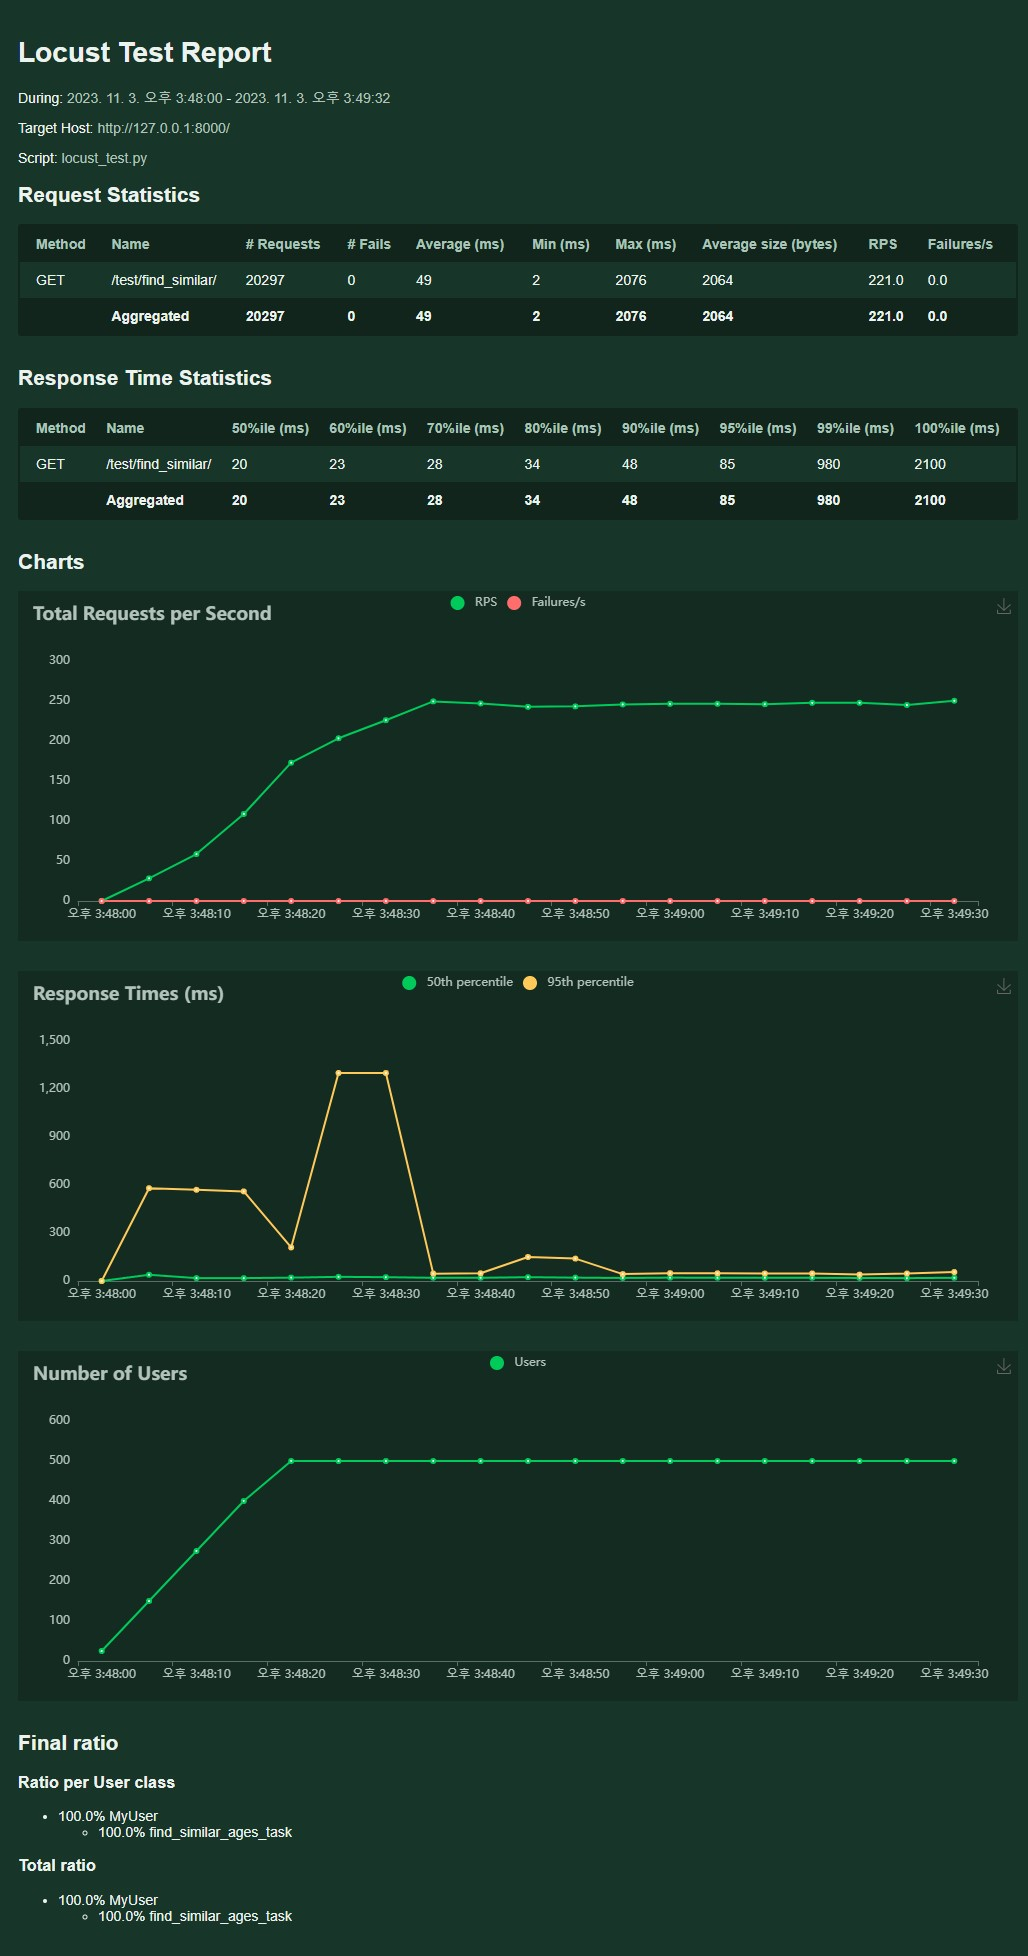 Locust Test Report
During: 2023. 11. 3. 오후 3:48:00 - 2023. 11. 3. 오후 3:49:32
Target Host: http://127.0.0.1:8000/
Script: locust_test.py
Request Statistics
Method Name # Requests # Fails Average (ms) Min (ms) Max (ms) Average size (bytes) RPS Failures/s
GET /test/find_similar/ 20297 0 49 2 2076 2064 221.0 0.0
Aggregated 20297 0 49 2 2076 2064 221.0 0.0
Response Time Statistics
Method Name 50%ile (ms) 60%ile (ms) 70%ile (ms) 80%ile (ms) 90%ile (ms) 95%ile (ms) 99%ile (ms) 100%ile (ms)
GET /test/find_similar/ 20 23 28 34 48 85 980 2100
Aggregated 20 23 28 34 48 85 980 2100
Charts
RPS Failures/s
Total Requests per Second
300
250
200
150
100
50
0
오후 3:48:00 오후 3:48:10 오후 3:48:20 오후 3:48:30 오후 3:48:40 오후 3:48:50 오후 3:49:00 오후 3:49:10 오후 3:49:20 오후 3:49:30
50th percentile 95th percentile
Response Times (ms)
1,500
1,200
900
600
300
0
오후 3:48:00 오후 3:48:10 오후 3:48:20 오후 3:48:30 오후 3:48:40 오후 3:48:50 오후 3:49:00 오후 3:49:10 오후 3:49:20 오후 3:49:30
Users
Number of Users
600
500
400
300
200
100
0
오후 3:48:00 오후 3:48:10 오후 3:48:20 오후 3:48:30 오후 3:48:40 오후 3:48:50 오후 3:49:00 오후 3:49:10 오후 3:49:20 오후 3:49:30
Final ratio
Ratio per User class
• 100.0% MyUser
◦ 100.0% find_similar_ages_task
Total ratio
• 100.0% MyUser
◦ 100.0% find_similar_ages_task